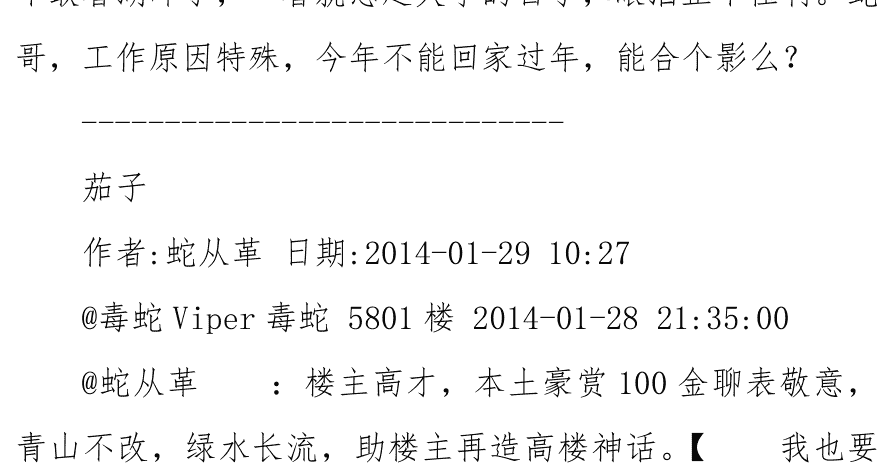 哥，工作原因特殊，今年不能回家过年，能合个影么？
-----------------------------
茄子
作者:蛇从革 日期:2014-01-29 10:27
@毒蛇Viper毒蛇 5801楼 2014-01-28 21:35:00
@蛇从革 ：楼主高才，本土豪赏100金聊表敬意，
青山不改，绿水长流，助楼主再造高楼神话。【 我也要